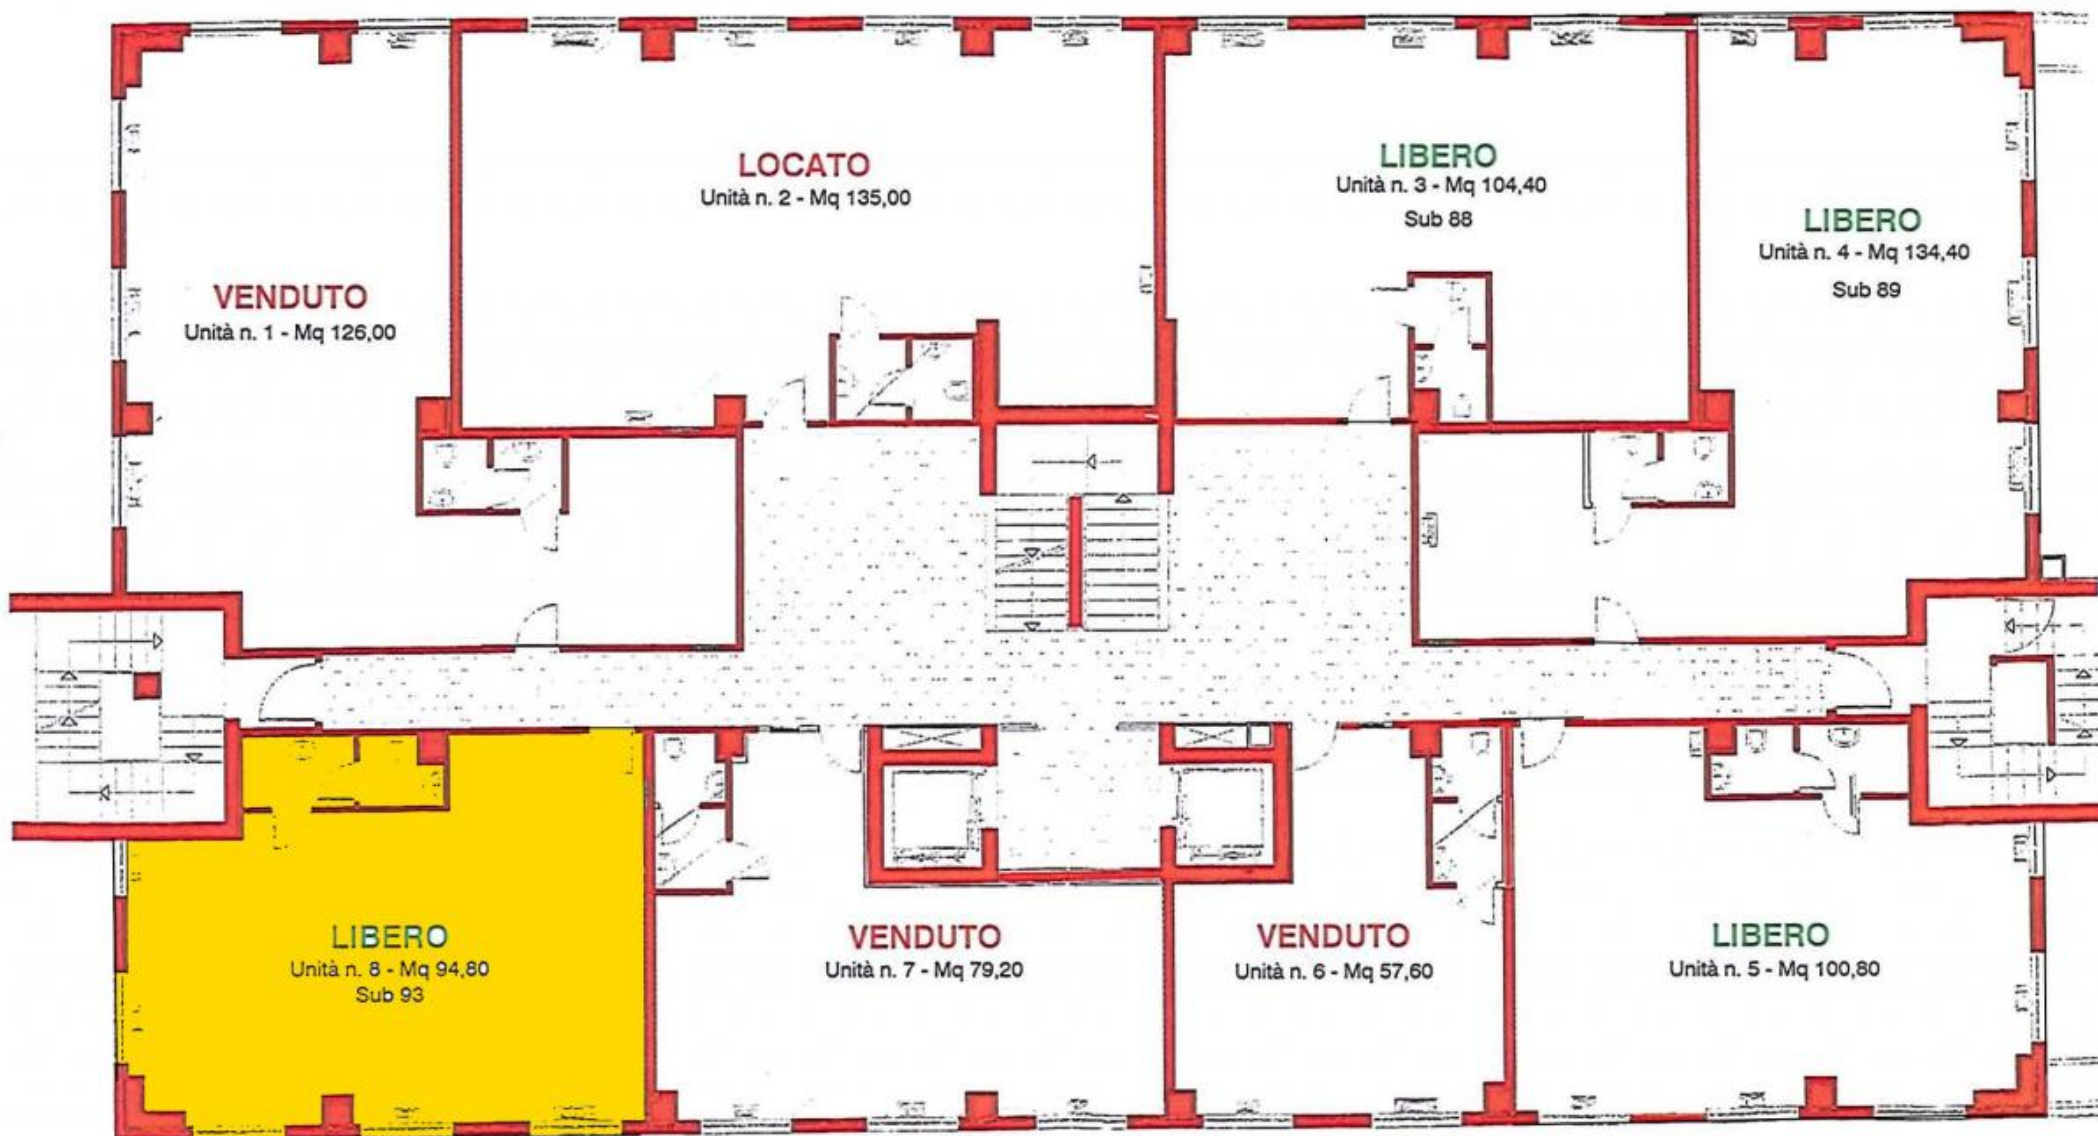 VENDUTO
Unità n. 1 - Mq 126,00
LOCATO
Unità n. 2 - Mq 135,00
LIBERO
Unità n. 3 - Mq 104,40
Sub 88
LIBERO
Unità n. 4 - Mq 134,40
Sub 89
LIBERO
Unità n. 8 - Mq 94,80
Sub 93
VENDUTO
Unità n. 7 - Mq 79,20
VENDUTO
Unità n. 6 - Mq 57,60
LIBERO
Unità n. 5 - Mq 100,80